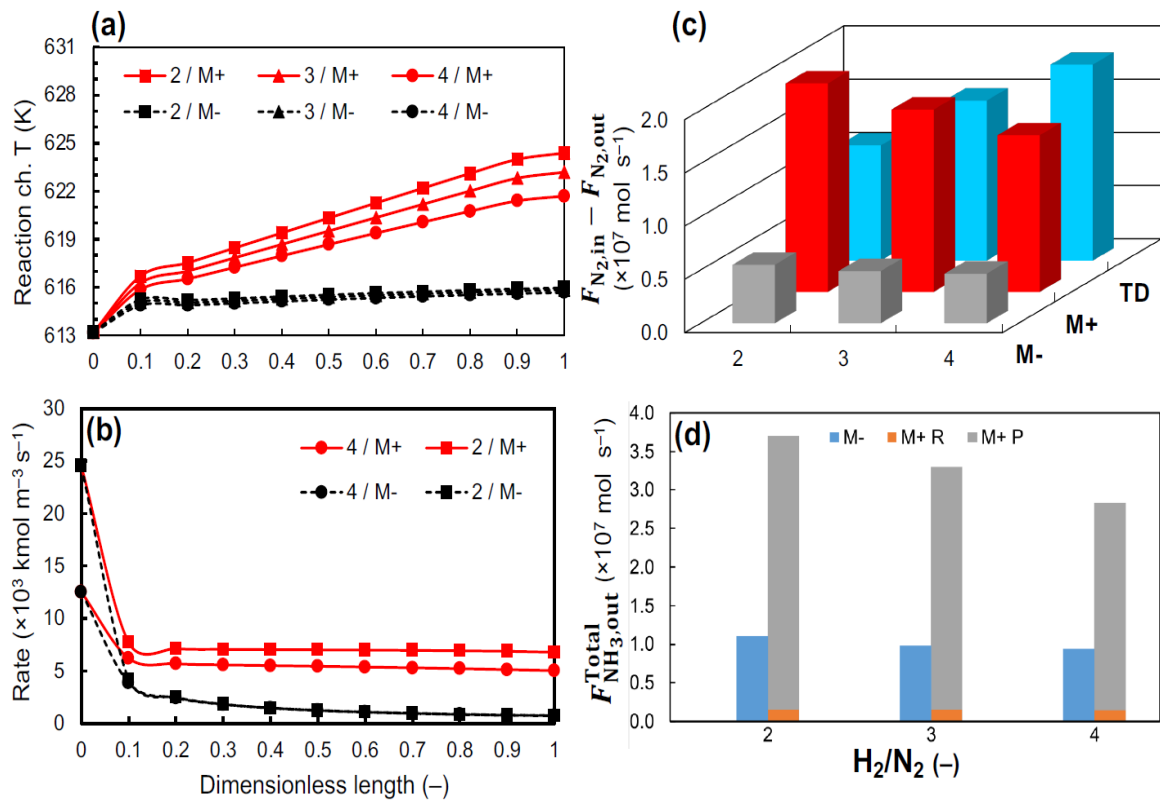 (a)
631
628
625
622
619
616
613
Reaction ch. T (K)
2 / M+ 3 / M+ 4 / M+
2 / M- 3 / M- 4 / M-
0 0.1 0.2 0.3 0.4 0.5 0.6 0.7 0.8 0.9 1
(c)
2.0
1.5
1.0
0.5
0.0
F_N₂,in − F_N₂,out
(×10⁷ mol s⁻¹)
2 3 4
M-
M+
TD
(b)
30
25
20
15
10
5
0
Rate (×10³ kmol m⁻³ s⁻¹)
4 / M+ 2 / M+
4 / M- 2 / M-
0 0.1 0.2 0.3 0.4 0.5 0.6 0.7 0.8 0.9 1
Dimensionless length (–)
(d)
4.0
3.5
3.0
2.5
2.0
1.5
1.0
0.5
0.0
F^Total_NH₃,out (×10⁷ mol s⁻¹)
M- M+ R M+ P
2 3 4
H₂/N₂ (–)